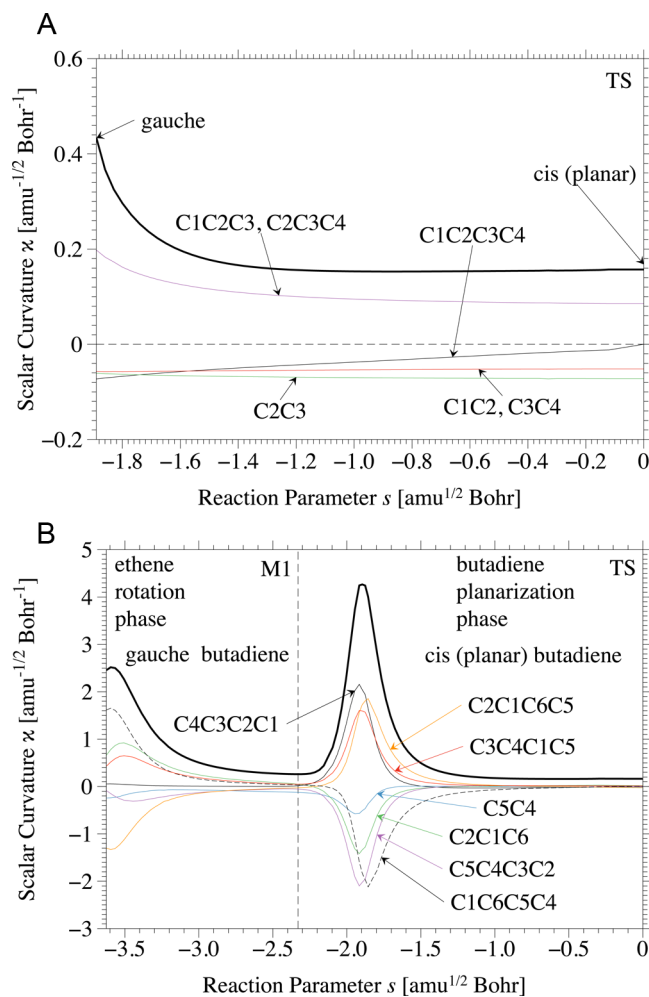 A
0.6
0.4
0.2
0
−0.2
Scalar Curvature ϰ [amu-1/2 Bohr-1]
TS
gauche
cis (planar)
C1C2C3, C2C3C4
C1C2C3C4
C2C3
C1C2, C3C4
−1.8 −1.6 −1.4 −1.2 −1.0 −0.8 −0.6 −0.4 −0.2 0
Reaction Parameter s [amu1/2 Bohr]
B
5
4
3
2
1
0
−1
−2
−3
Scalar Curvature ϰ [amu-1/2 Bohr-1]
ethene
rotation
phase
M1
butadiene
planarization
phase
TS
gauche butadiene
cis (planar) butadiene
C4C3C2C1
C2C1C6C5
C3C4C1C5
C5C4
C2C1C6
C5C4C3C2
C1C6C5C4
−3.5 −3.0 −2.5 −2.0 −1.5 −1.0 −0.5 0
Reaction Parameter s [amu1/2 Bohr]